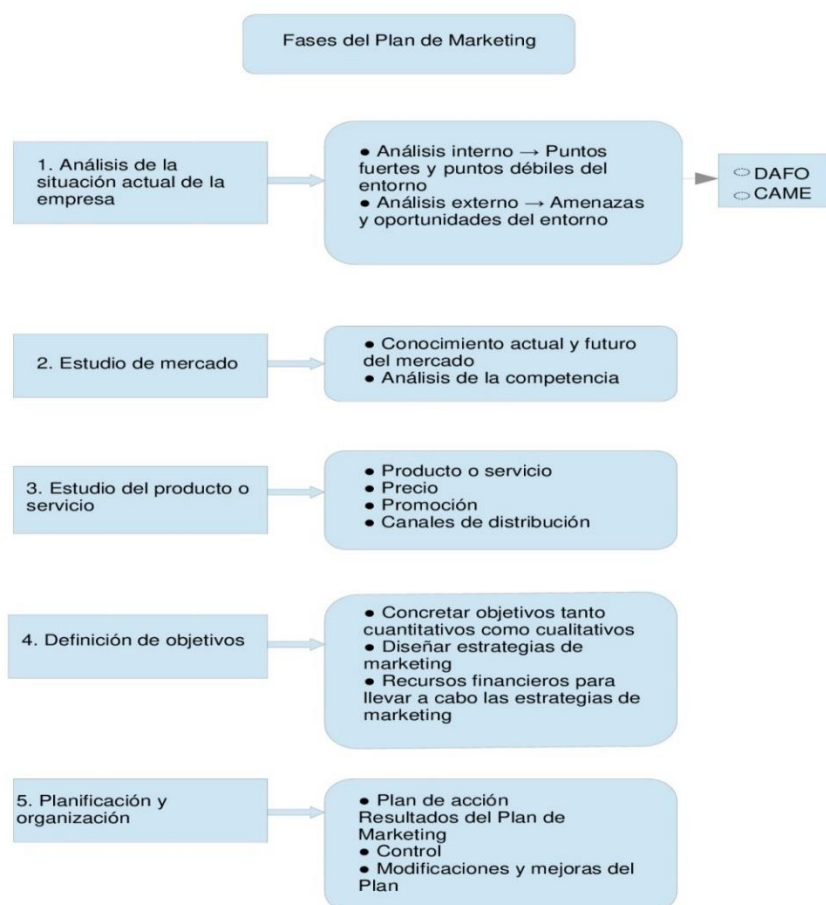 Fases del Plan de Marketing
1. Análisis de la
situación actual de la
empresa
● Análisis interno → Puntos
fuertes y puntos débiles del
entorno
● Análisis externo → Amenazas
y oportunidades del entorno
DAFO
CAME
2. Estudio de mercado
● Conocimiento actual y futuro
del mercado
● Análisis de la competencia
3. Estudio del producto o
servicio
● Producto o servicio
● Precio
● Promoción
● Canales de distribución
4. Definición de objetivos
● Concretar objetivos tanto
cuantitativos como cualitativos
● Diseñar estrategias de
marketing
● Recursos financieros para
llevar a cabo las estrategias de
marketing
5. Planificación y
organización
● Plan de acción
Resultados del Plan de
Marketing
● Control
● Modificaciones y mejoras del
Plan